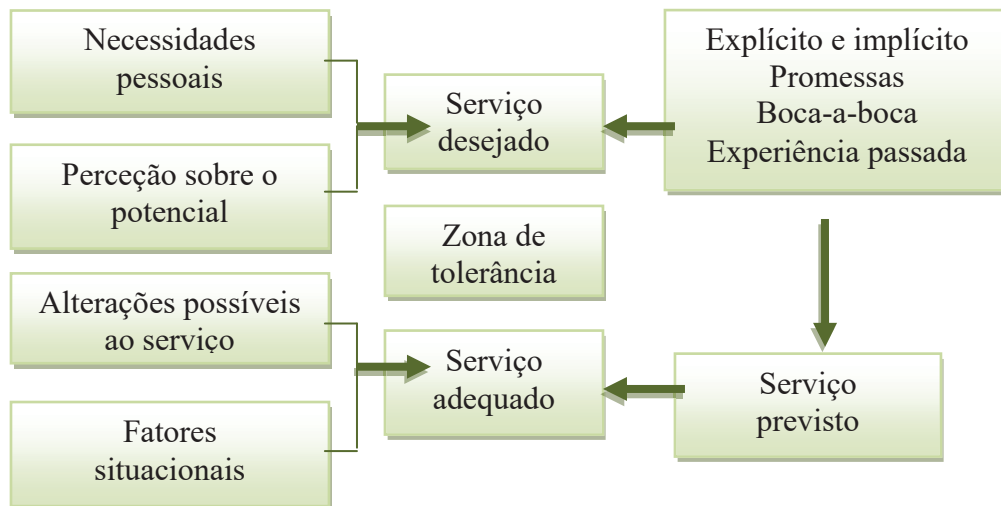 Necessidades
pessoais
Perceção sobre o
potencial
Alterações possíveis
ao serviço
Fatores
situacionais
Serviço
desejado
Zona de
tolerância
Serviço
adequado
Explícito e implícito
Promessas
Boca-a-boca
Experiência passada
Serviço
previsto